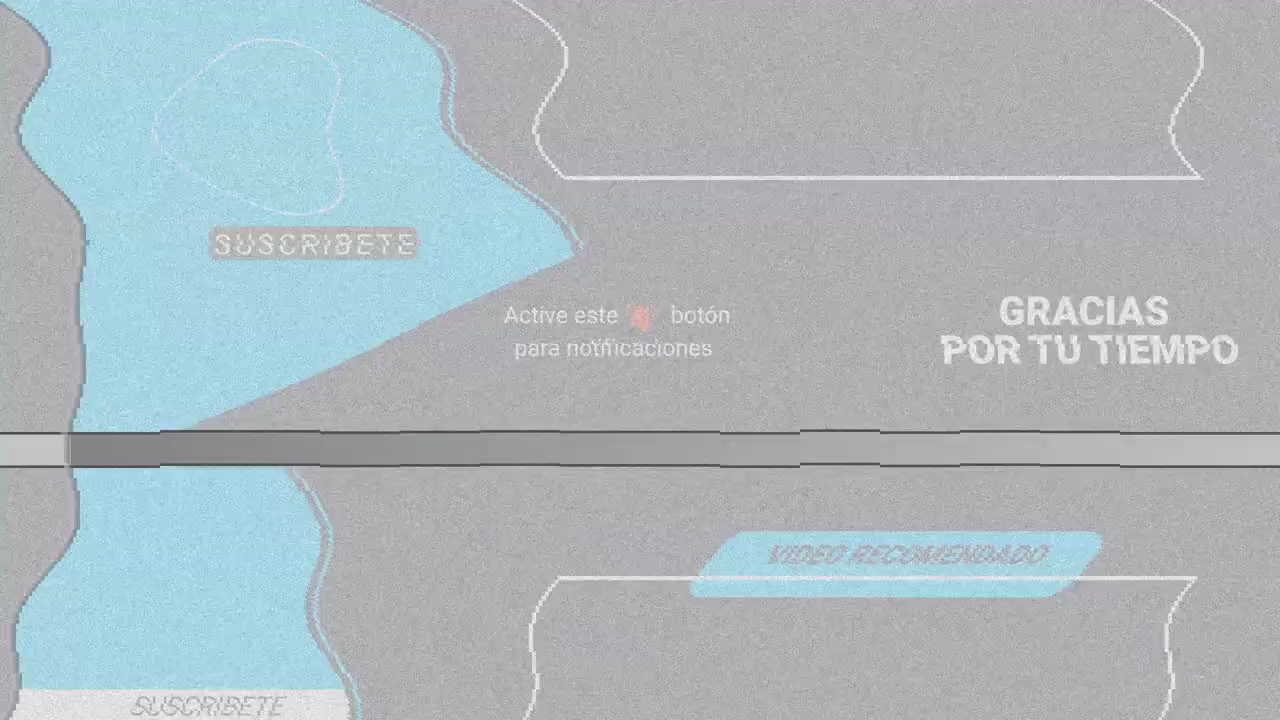 SUSCRIBETE
Active este botón
para notificaciones
GRACIAS
POR TU TIEMPO
VIDEO RECOMENDADO
SUSCRIBETE